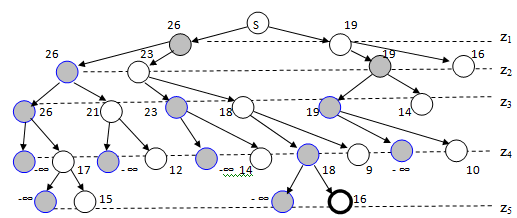 26 S 19 z1
26 23 19 16 z2
26 21 23 18 19 14 z3
-∞ 17 -∞ 12 -∞ 14 18 9 -∞ 10 z4
15 -∞ 16 z5
-∞